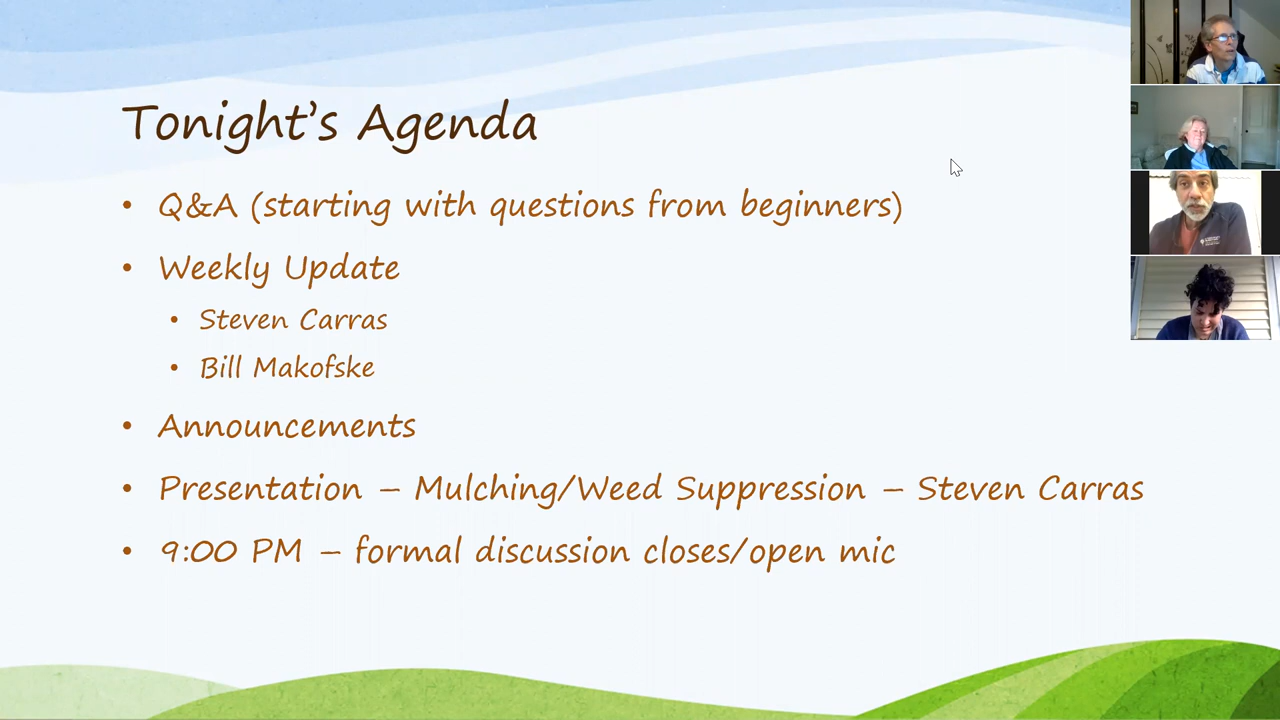 Tonight's Agenda
• Q&A (starting with questions from beginners)
• Weekly Update
• Steven Carras
• Bill Makofske
• Announcements
• Presentation – Mulching/Weed Suppression – Steven Carras
• 9:00 PM – formal discussion closes/open mic